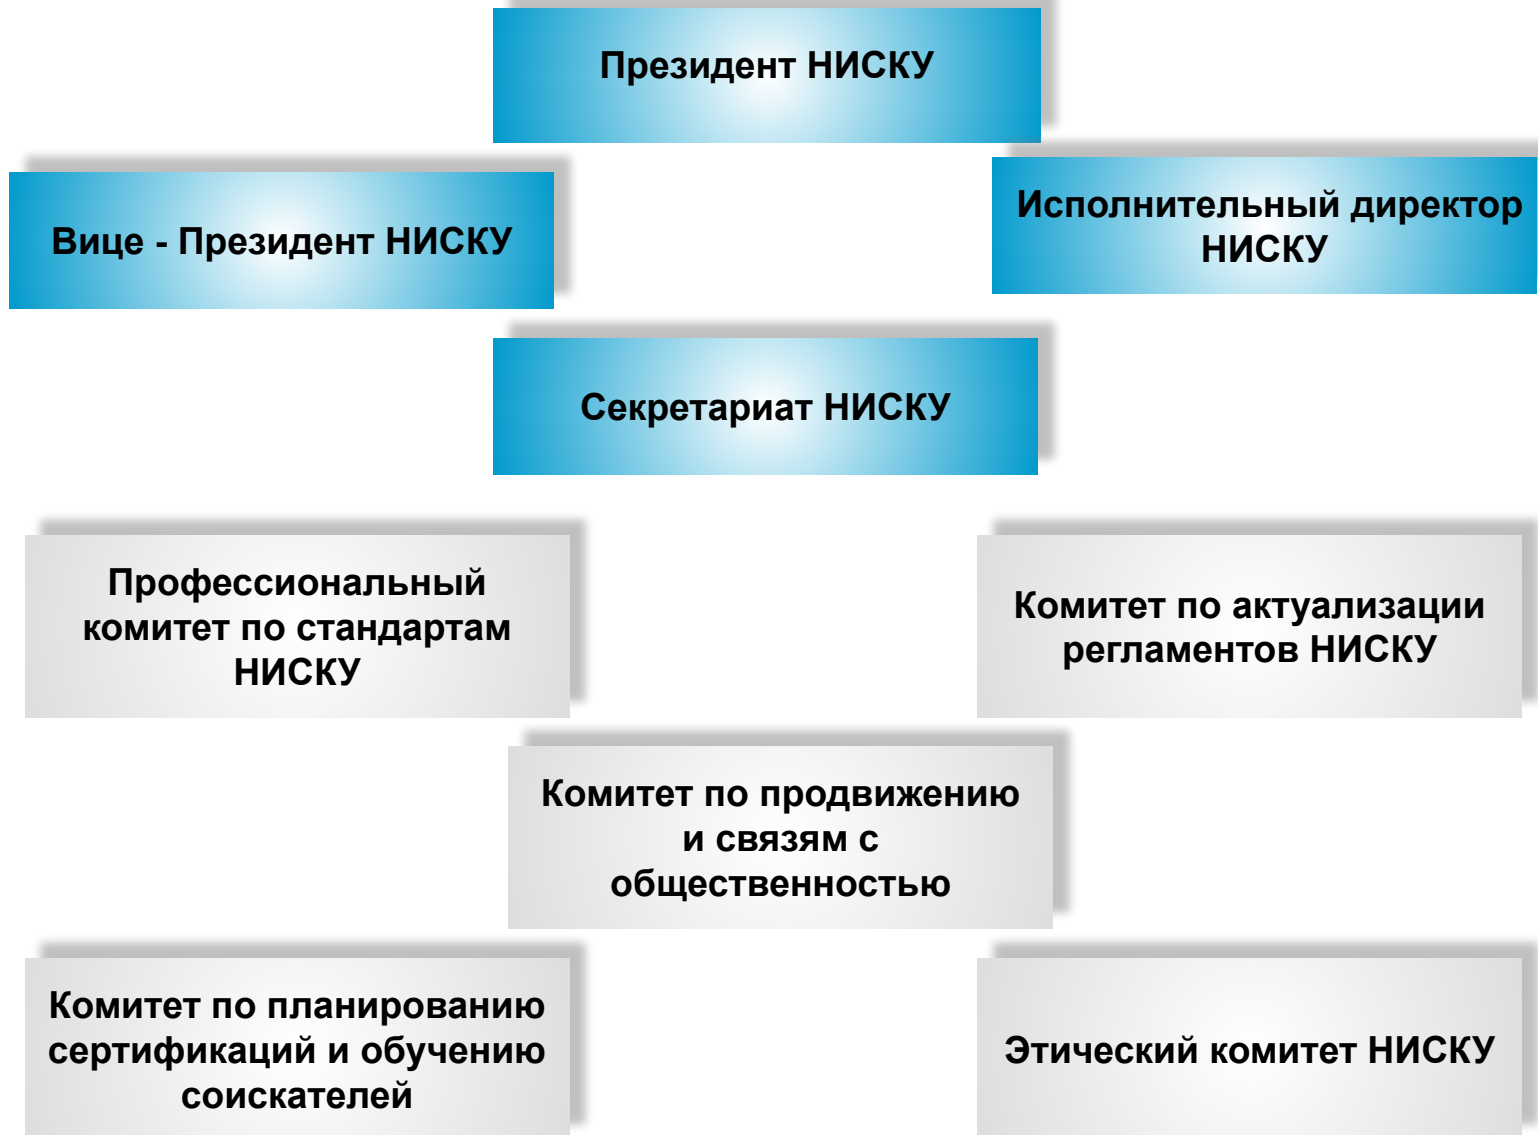 Президент НИСКУ
Вице - Президент НИСКУ
Исполнительный директор
НИСКУ
Секретариат НИСКУ
Профессиональный
комитет по стандартам
НИСКУ
Комитет по актуализации
регламентов НИСКУ
Комитет по продвижению
и связям с
общественностью
Комитет по планированию
сертификаций и обучению
соискателей
Этический комитет НИСКУ